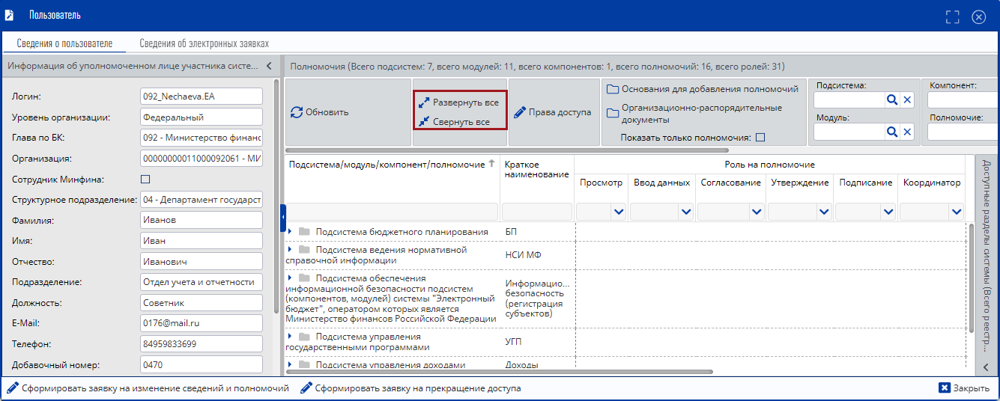 Пользователь
Сведения о пользователе
Сведения об электронных заявках
Информация об уполномоченном лице участника систе...
Логин:
092_Nechaeva.EA
Уровень организации:
Федеральный
Глава по БК:
092 - Министерство финанс
Организация:
00000000011000092061 - МИ
Сотрудник Минфина:
Структурное подразделение:
04 - Департамент государст
Фамилия:
Иванов
Имя:
Иван
Отчество:
Иванович
Подразделение:
Отдел учета и отчетности
Должность:
Советник
E-Mail:
0176@mail.ru
Телефон:
84959833699
Добавочный номер:
0470
Полномочия (Всего подсистем: 7, всего модулей: 11, всего компонентов: 1, всего полномочий: 16, всего ролей: 31)
Обновить
Развернуть все
Свернуть все
Права доступа
Основания для добавления полномочий
Организационно-распорядительные
документы
Показать только полномочия:
Подсистема:
Модуль:
Компонент:
Полномочие:
Подсистема/модуль/компонент/полномочие
Краткое
наименование
Роль на полномочие
Просмотр
Ввод данных
Согласование
Утверждение
Подписание
Координатор
Подсистема бюджетного планирования
БП
Подсистема ведения нормативной
справочной информации
НСИ МФ
Подсистема обеспечения
информационной безопасности подсистем
(компонентов, модулей) системы "Электронный
бюджет", оператором которых является
Министерство финансов Российской Федерации
Информацио...
безопасность
(регистрация
субъектов)
Подсистема управления
государственными программами
УГП
Подсистема управления доходами
Доходы
Доступные разделы системы (Всего реестр...
Сформировать заявку на изменение сведений и полномочий
Сформировать заявку на прекращение доступа
Закрыть